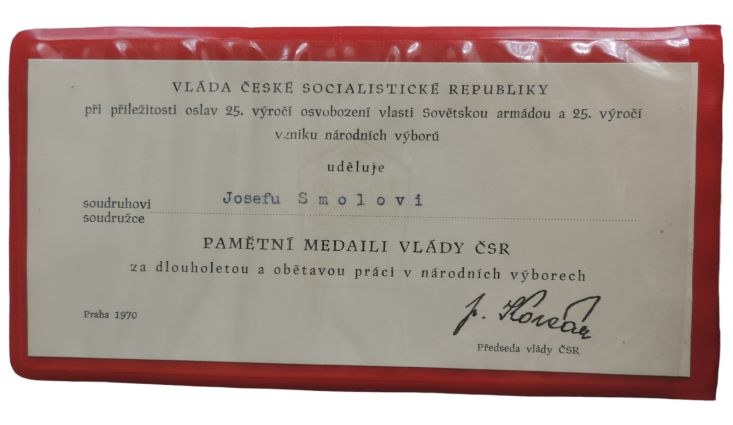 VLÁDA ČESKÉ SOCIALISTICKÉ REPUBLIKY
při příležitosti oslav 25. výročí osvobození vlasti Sovětskou armádou a 25. výročí
vzniku národních výborů
uděluje
soudruhovi Josefu Smolovi
soudružce
PAMĚTNÍ MEDAILI VLÁDY ČSR
za dlouholetou a obětavou práci v národních výborech
Praha 1970
Předseda vlády ČSR